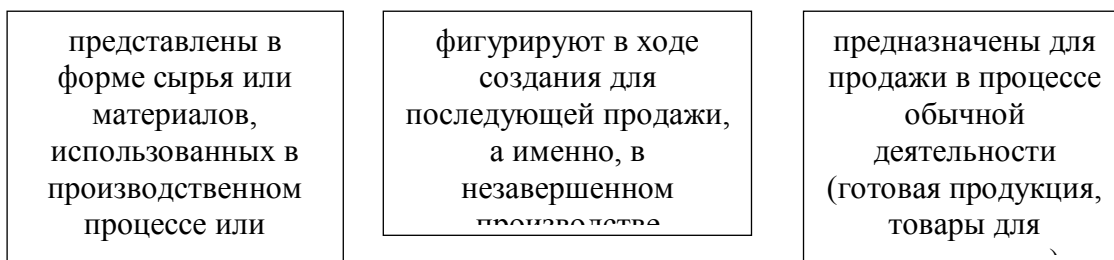 представлены в
форме сырья или
материалов,
использованных в
производственном
процессе или
фигурируют в ходе
создания для
последующей продажи,
а именно, в
незавершенном
производстве
предназначены для
продажи в процессе
обычной
деятельности
(готовая продукция,
товары для